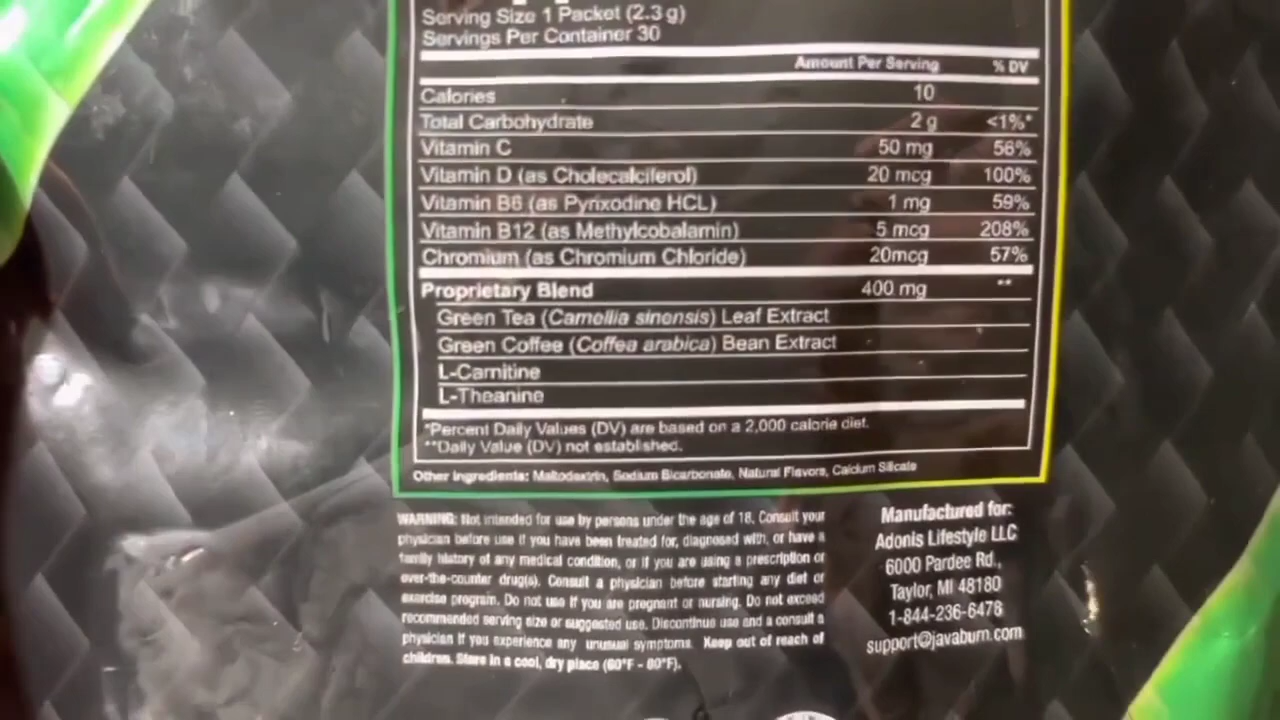 Serving Size 1 Packet (2.3 g)
Servings Per Container 30
Amount Per Serving % DV
Calories 10
Total Carbohydrate 2 g <1%*
Vitamin C 50 mg 56%
Vitamin D (as Cholecalciferol) 20 mcg 100%
Vitamin B6 (as Pyrixodine HCL) 1 mg 59%
Vitamin B12 (as Methylcobalamin) 5 mcg 208%
Chromium (as Chromium Chloride) 20mcg 57%
Proprietary Blend 400 mg **
Green Tea (Camellia sinensis) Leaf Extract
Green Coffee (Coffea arabica) Bean Extract
L-Carnitine
L-Theanine
*Percent Daily Values (DV) are based on a 2,000 calorie diet.
**Daily Value (DV) not established.
Other Ingredients: Maltodextrin, Sodium Bicarbonate, Natural Flavors, Calcium Silicate
WARNING: Not intended for use by persons under the age of 18. Consult your
physician before use if you have been treated for, diagnosed with, or have a
family history of any medical condition, or if you are using a prescription or
over-the-counter drug(s). Consult a physician before starting any diet or
exercise program. Do not use if you are pregnant or nursing. Do not exceed
recommended serving size or suggested use. Discontinue use and a consult a
physician if you experience any unusual symptoms. Keep out of reach of
children. Store in a cool, dry place (60°F - 80°F).
Manufactured for:
Adonis Lifestyle LLC
6000 Pardee Rd.,
Taylor, MI 48180
1-844-236-6478
support@javaburn.com